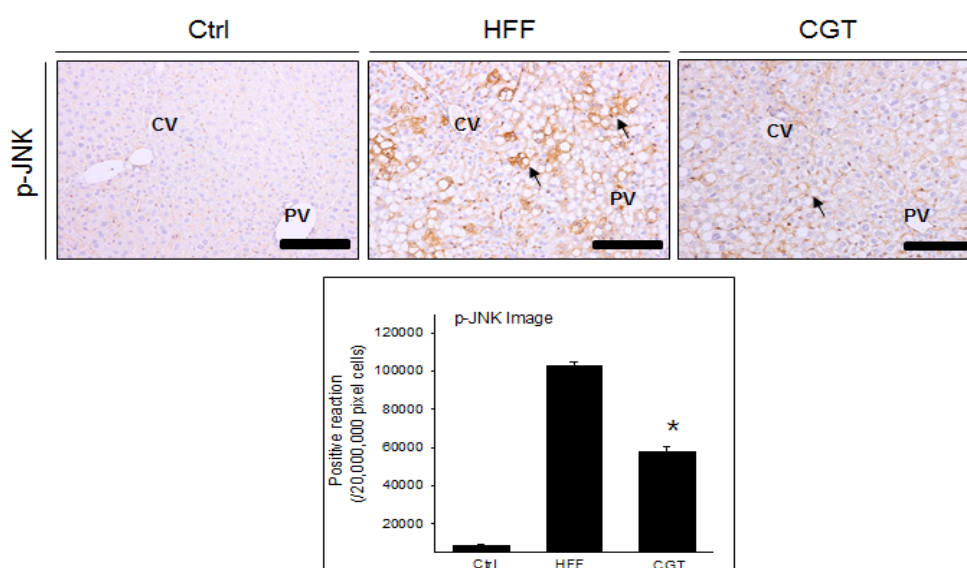 Ctrl HFF CGT
p-JNK
CV CV CV
PV PV PV
p-JNK Image
Positive reaction
(/20,000,000 pixel cells)
120000
100000
80000
60000
40000
20000
*
Ctrl HFF CGT